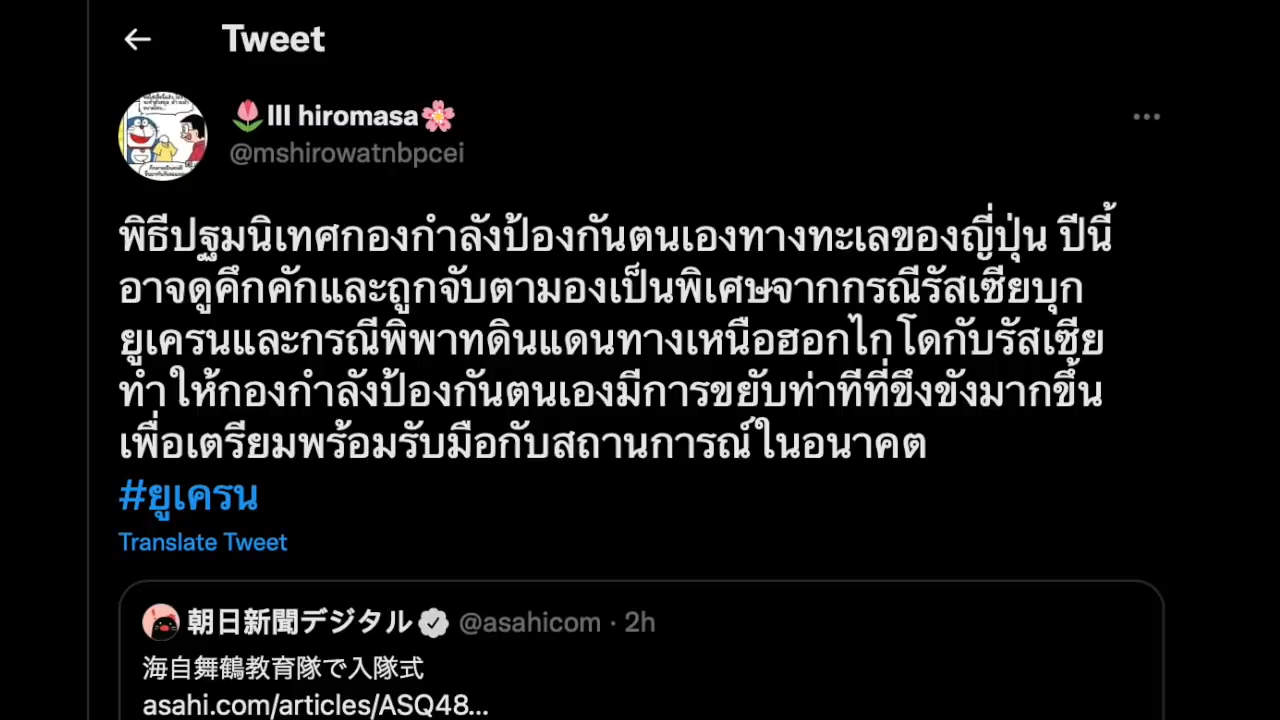 Tweet
🌷lll hiromasa🌸
@mshirowatnbpcei
พิธีปฐมนิเทศกองกำลังป้องกันตนเองทางทะเลของญี่ปุ่น ปีนี้
อาจดูคึกคักและถูกจับตามองเป็นพิเศษจากกรณีรัสเซียบุก
ยูเครนและกรณีพิพาทดินแดนทางเหนือฮอกไกโดกับรัสเซีย
ทำให้กองกำลังป้องกันตนเองมีการขยับท่าทีที่ขึงขังมากขึ้น
เพื่อเตรียมพร้อมรับมือกับสถานการณ์ในอนาคต
#ยูเครน
Translate Tweet
朝日新聞デジタル @asahicom · 2h
海自舞鶴教育隊で入隊式
asahi.com/articles/ASQ48...